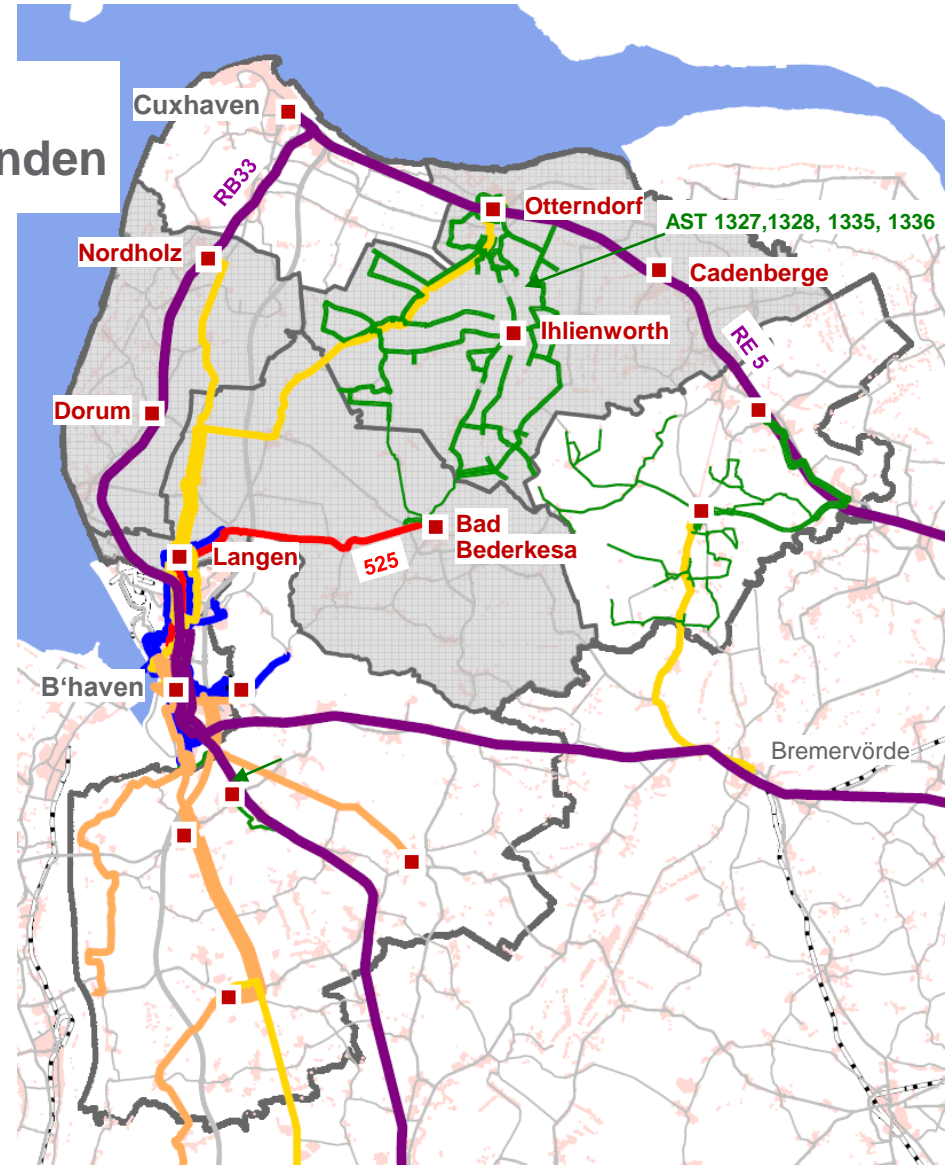 Cuxhaven
nden
RB33
Otterndorf
AST 1327,1328, 1335, 1336
Nordholz
Cadenberge
Ihlienworth
RE 5
Dorum
Bad
Bederkesa
Langen
525
B‘haven
Bremervörde